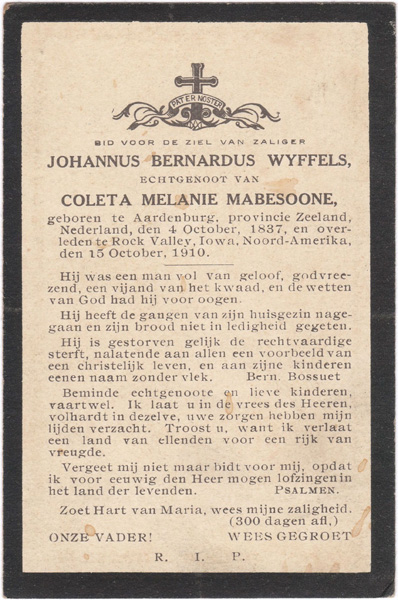 PATER NOSTER
BID VOOR DE ZIEL VAN ZALIGER
JOHANNUS BERNARDUS WYFFELS,
ECHTGENOOT VAN
COLETA MELANIE MABESOONE,
geboren te Aardenburg, provincie Zeeland,
Nederland, den 4 October, 1837, en over-
leden te Rock Valley, Iowa, Noord-Amerika,
den 15 October, 1910.
Hij was een man vol van geloof, godvree-
zend, een vijand van het kwaad, en de wetten
van God had hij voor oogen.
Hij heeft de gangen van zijn huisgezin nage-
gaan en zijn brood niet in ledigheid gegeten.
Hij is gestorven gelijk de rechtvaardige
sterft, nalatende aan allen een voorbeeld van
een christelijk leven, en aan zijne kinderen
eenen naam zonder vlek. Bern. Bossuet
Beminde echtgenoote en lieve kinderen,
vaartwel. Ik laat u in de vrees des Heeren,
volhardt in dezelve, uwe zorgen hebben mijn
lijden verzacht. Troost u, want ik verlaat
een land van ellenden voor een rijk van
vreugde.
Vergeet mij niet maar bidt voor mij, opdat
ik voor eeuwig den Heer mogen lofzingen in
het land der levenden. PSALMEN.
Zoet Hart van Maria, wees mijne zaligheid.
(300 dagen afl,)
ONZE VADER! WEES GEGROET
R. I. P.